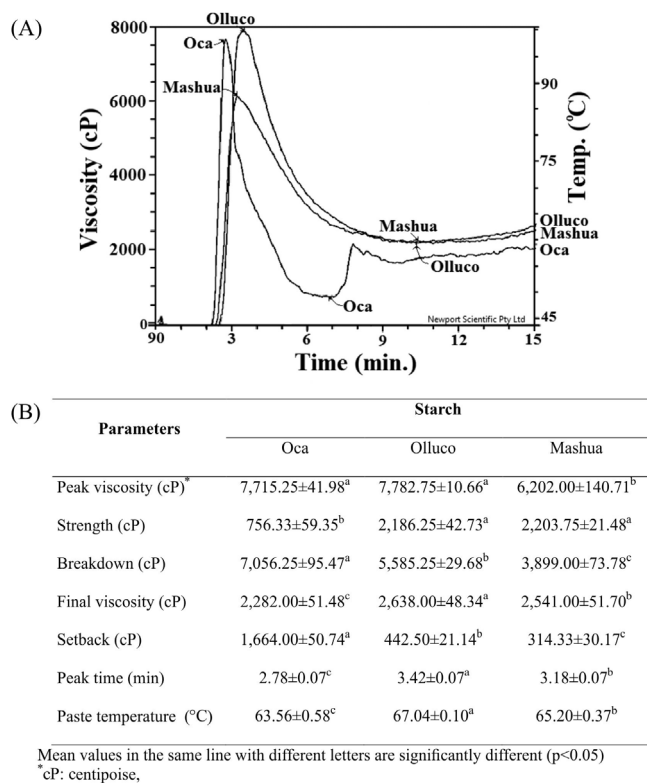 (A)
Olluco
8000
Oca
90
Mashua
6000
Viscosity (cP)
75
Temp. (°C)
4000
Mashua
Olluco
Mashua
2000
Oca
Olluco
Oca
Newport Scientific Pty Ltd
0
45
90 3 6 9 12 15
Time (min.)
(B)
Parameters Starch
Oca Olluco Mashua
Peak viscosity (cP)* 7,715.25±41.98a 7,782.75±10.66a 6,202.00±140.71b
Strength (cP) 756.33±59.35b 2,186.25±42.73a 2,203.75±21.48a
Breakdown (cP) 7,056.25±95.47a 5,585.25±29.68b 3,899.00±73.78c
Final viscosity (cP) 2,282.00±51.48c 2,638.00±48.34a 2,541.00±51.70b
Setback (cP) 1,664.00±50.74a 442.50±21.14b 314.33±30.17c
Peak time (min) 2.78±0.07c 3.42±0.07a 3.18±0.07b
Paste temperature (°C) 63.56±0.58c 67.04±0.10a 65.20±0.37b
Mean values in the same line with different letters are significantly different (p<0.05)
*cP: centipoise,